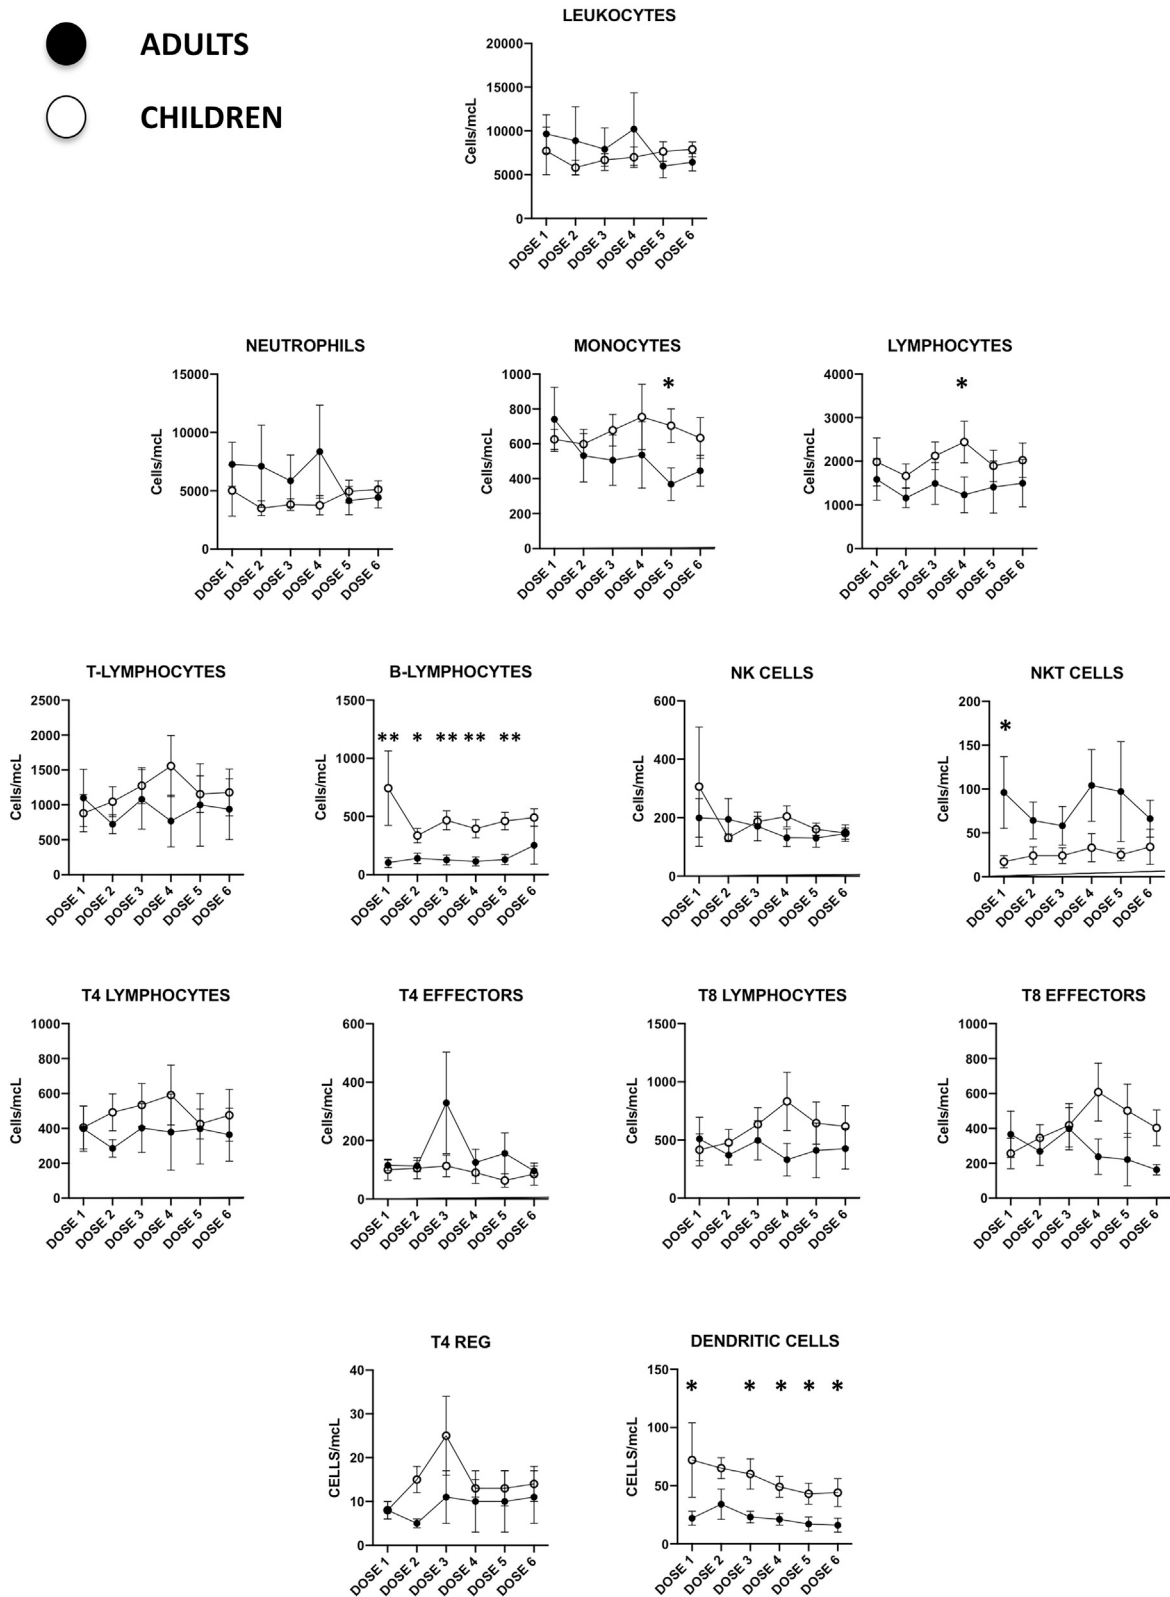 ADULTS
CHILDREN
LEUKOCYTES
Cells/mcL
20000
15000
10000
5000
0
DOSE 1 DOSE 2 DOSE 3 DOSE 4 DOSE 5 DOSE 6
NEUTROPHILS
Cells/mcL
15000
10000
5000
0
DOSE 1 DOSE 2 DOSE 3 DOSE 4 DOSE 5 DOSE 6
MONOCYTES
Cells/mcL
1000
800
600
400
200
0
*
DOSE 1 DOSE 2 DOSE 3 DOSE 4 DOSE 5 DOSE 6
LYMPHOCYTES
Cells/mcL
4000
3000
2000
1000
0
*
DOSE 1 DOSE 2 DOSE 3 DOSE 4 DOSE 5 DOSE 6
T-LYMPHOCYTES
Cells/mcL
2500
2000
1500
1000
500
0
DOSE 1 DOSE 2 DOSE 3 DOSE 4 DOSE 5 DOSE 6
B-LYMPHOCYTES
Cells/mcL
1500
1000
500
0
** * ** ** **
DOSE 1 DOSE 2 DOSE 3 DOSE 4 DOSE 5 DOSE 6
NK CELLS
Cells/mcL
600
400
200
0
DOSE 1 DOSE 2 DOSE 3 DOSE 4 DOSE 5 DOSE 6
NKT CELLS
Cells/mcL
200
150
100
50
0
*
DOSE 1 DOSE 2 DOSE 3 DOSE 4 DOSE 5 DOSE 6
T4 LYMPHOCYTES
Cells/mcL
1000
800
600
400
200
0
DOSE 1 DOSE 2 DOSE 3 DOSE 4 DOSE 5 DOSE 6
T4 EFFECTORS
Cells/mcL
600
400
200
0
DOSE 1 DOSE 2 DOSE 3 DOSE 4 DOSE 5 DOSE 6
T8 LYMPHOCYTES
Cells/mcL
1500
1000
500
0
DOSE 1 DOSE 2 DOSE 3 DOSE 4 DOSE 5 DOSE 6
T8 EFFECTORS
Cells/mcL
1000
800
600
400
200
0
DOSE 1 DOSE 2 DOSE 3 DOSE 4 DOSE 5 DOSE 6
T4 REG
CELLS/mcL
40
30
20
10
0
DOSE 1 DOSE 2 DOSE 3 DOSE 4 DOSE 5 DOSE 6
DENDRITIC CELLS
CELLS/mcL
150
100
50
0
* * * * *
DOSE 1 DOSE 2 DOSE 3 DOSE 4 DOSE 5 DOSE 6